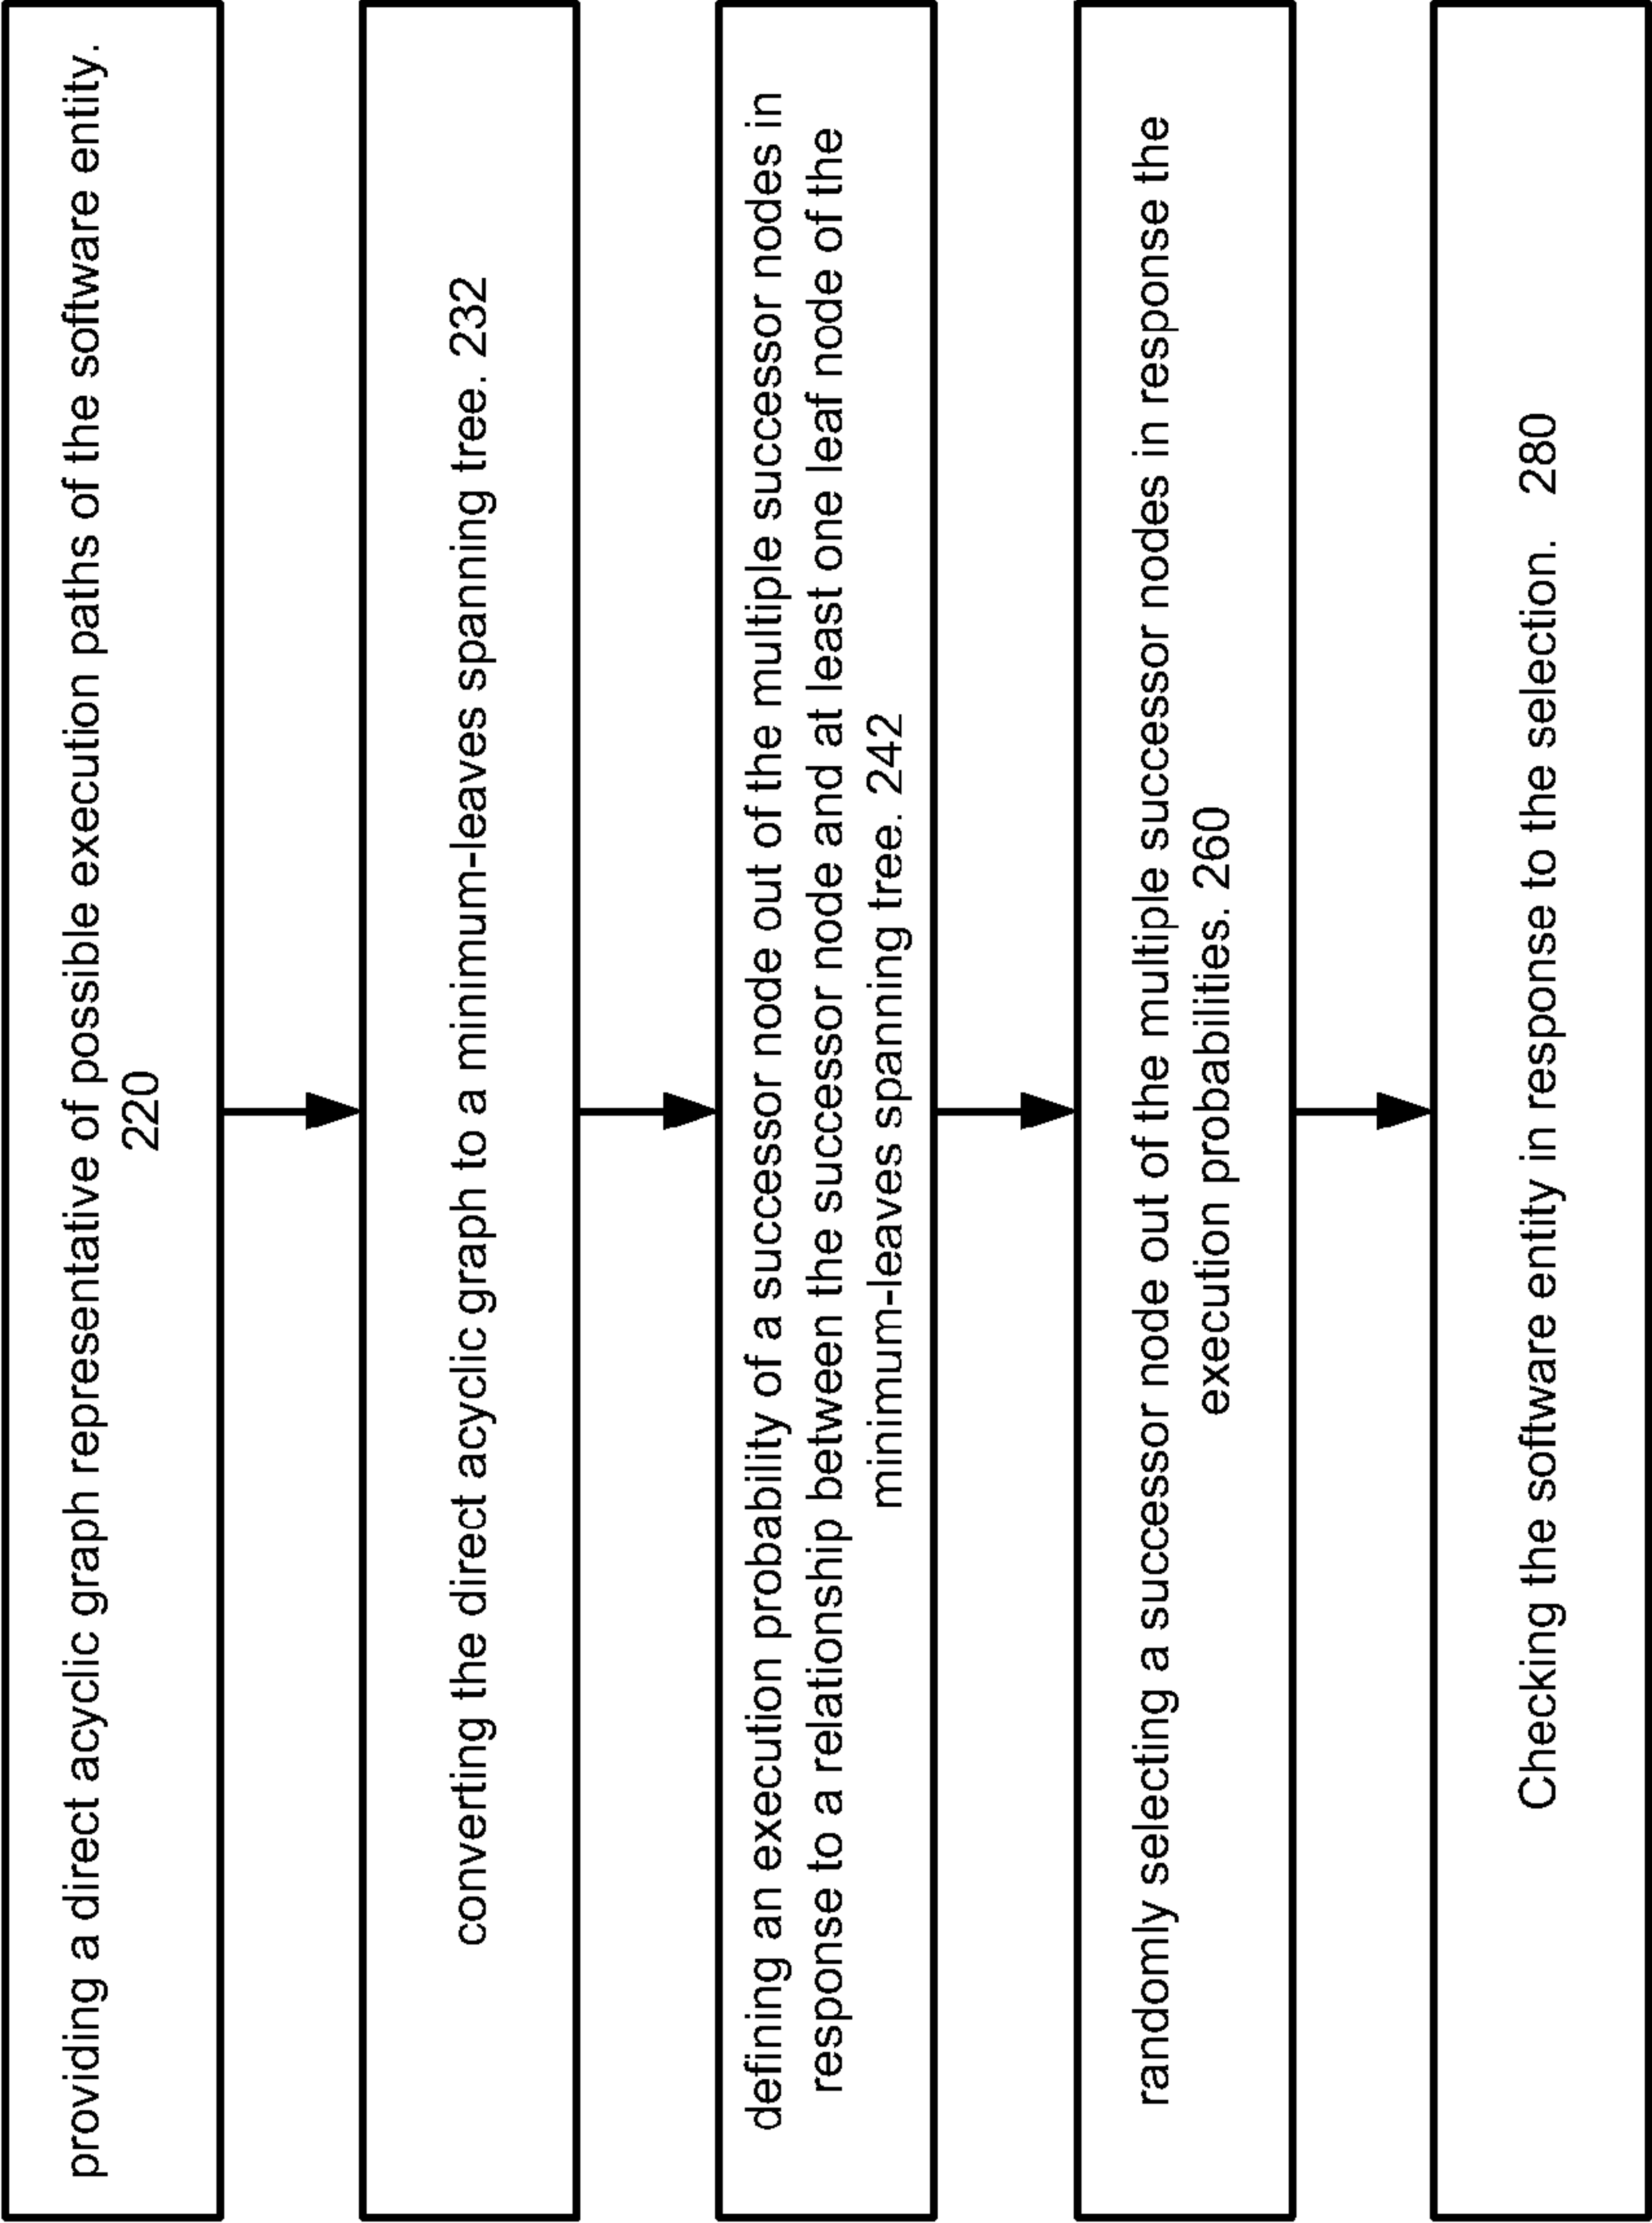 providing a direct acyclic graph representative of possible execution paths of the software entity.
220
converting the direct acyclic graph to a minimum-leaves spanning tree. 232
defining an execution probability of a successor node out of the multiple successor nodes in
response to a relationship between the successor node and at least one leaf node of the
minimum-leaves spanning tree. 242
randomly selecting a successor node out of the multiple successor nodes in response the
execution probabilities. 260
Checking the software entity in response to the selection. 280